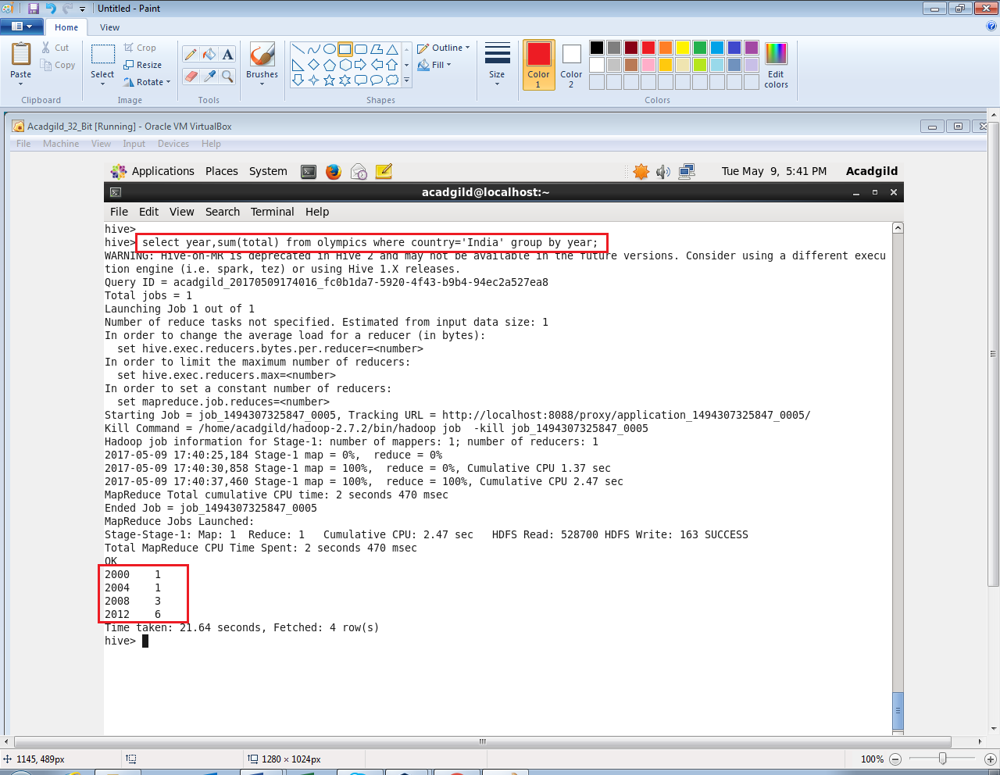 Untitled - Paint
Home View
Paste
Cut
Copy
Clipboard
Select
Crop
Resize
Rotate
Image
A
Tools
Brushes
Outline
Fill
Shapes
Size
Color 1
Color 2
Edit colors
Colors
Acadgild_32_Bit [Running] - Oracle VM VirtualBox
File Machine View Input Devices Help
Applications Places System Tue May 9, 5:41 PM Acadgild
acadgild@localhost:~
File Edit View Search Terminal Help
hive>
hive> select year,sum(total) from olympics where country='India' group by year;
WARNING: Hive-on-MR is deprecated in Hive 2 and may not be available in the future versions. Consider using a different execu
tion engine (i.e. spark, tez) or using Hive 1.X releases.
Query ID = acadgild_20170509174016_fc0b1da7-5920-4f43-b9b4-94ec2a527ea8
Total jobs = 1
Launching Job 1 out of 1
Number of reduce tasks not specified. Estimated from input data size: 1
In order to change the average load for a reducer (in bytes):
  set hive.exec.reducers.bytes.per.reducer=<number>
In order to limit the maximum number of reducers:
  set hive.exec.reducers.max=<number>
In order to set a constant number of reducers:
  set mapreduce.job.reduces=<number>
Starting Job = job_1494307325847_0005, Tracking URL = http://localhost:8088/proxy/application_1494307325847_0005/
Kill Command = /home/acadgild/hadoop-2.7.2/bin/hadoop job  -kill job_1494307325847_0005
Hadoop job information for Stage-1: number of mappers: 1; number of reducers: 1
2017-05-09 17:40:25,184 Stage-1 map = 0%,  reduce = 0%
2017-05-09 17:40:30,858 Stage-1 map = 100%,  reduce = 0%, Cumulative CPU 1.37 sec
2017-05-09 17:40:37,460 Stage-1 map = 100%,  reduce = 100%, Cumulative CPU 2.47 sec
MapReduce Total cumulative CPU time: 2 seconds 470 msec
Ended Job = job_1494307325847_0005
MapReduce Jobs Launched:
Stage-Stage-1: Map: 1  Reduce: 1   Cumulative CPU: 2.47 sec   HDFS Read: 528700 HDFS Write: 163 SUCCESS
Total MapReduce CPU Time Spent: 2 seconds 470 msec
OK
2000    1
2004    1
2008    3
2012    6
Time taken: 21.64 seconds, Fetched: 4 row(s)
hive>
1145, 489px 1280 × 1024px 100%